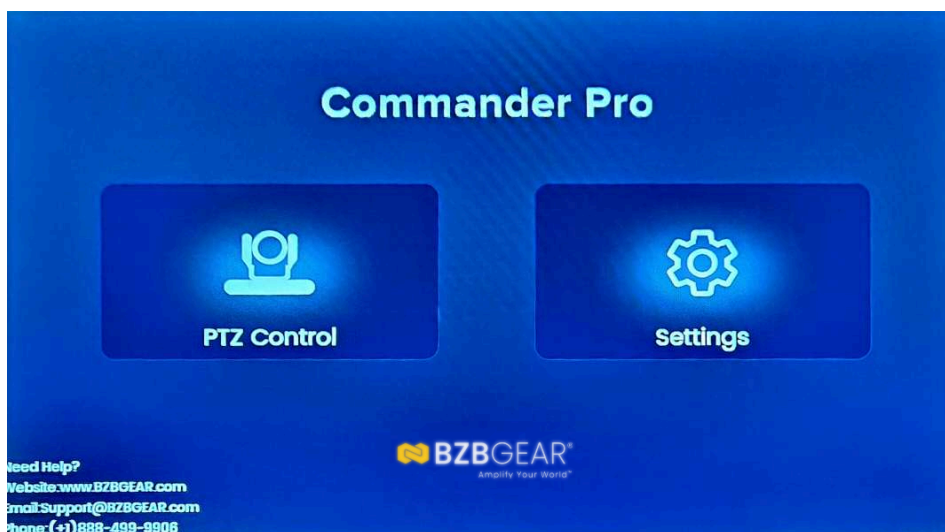 Commander Pro
PTZ Control
Settings
BZBGEAR®
Amplify Your World™
Need Help?
Website:www.BZBGEAR.com
Email:Support@BZBGEAR.com
Phone:(+1)888-499-9906